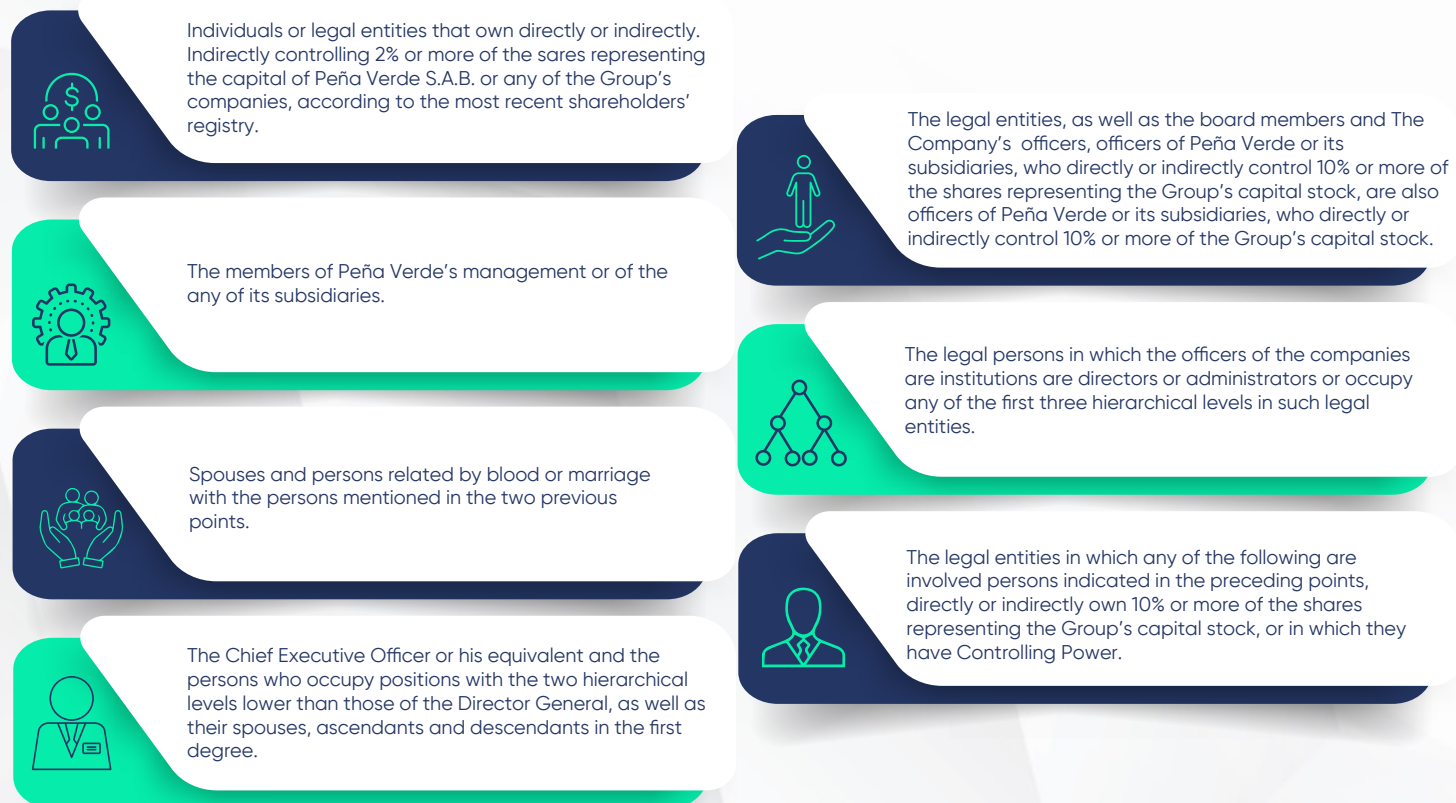 Individuals or legal entities that own directly or indirectly.
Indirectly controlling 2% or more of the sares representing
the capital of Peña Verde S.A.B. or any of the Group's
companies, according to the most recent shareholders'
registry.
The members of Peña Verde's management or of the
any of its subsidiaries.
Spouses and persons related by blood or marriage
with the persons mentioned in the two previous
points.
The Chief Executive Officer or his equivalent and the
persons who occupy positions with the two hierarchical
levels lower than those of the Director General, as well as
their spouses, ascendants and descendants in the first
degree.
The legal entities, as well as the board members and The
Company's officers, officers of Peña Verde or its
subsidiaries, who directly or indirectly control 10% or more of
the shares representing the Group's capital stock, are also
officers of Peña Verde or its subsidiaries, who directly or
indirectly control 10% or more of the Group's capital stock.
The legal persons in which the officers of the companies
are institutions are directors or administrators or occupy
any of the first three hierarchical levels in such legal
entities.
The legal entities in which any of the following are
involved persons indicated in the preceding points,
directly or indirectly own 10% or more of the shares
representing the Group's capital stock, or in which they
have Controlling Power.